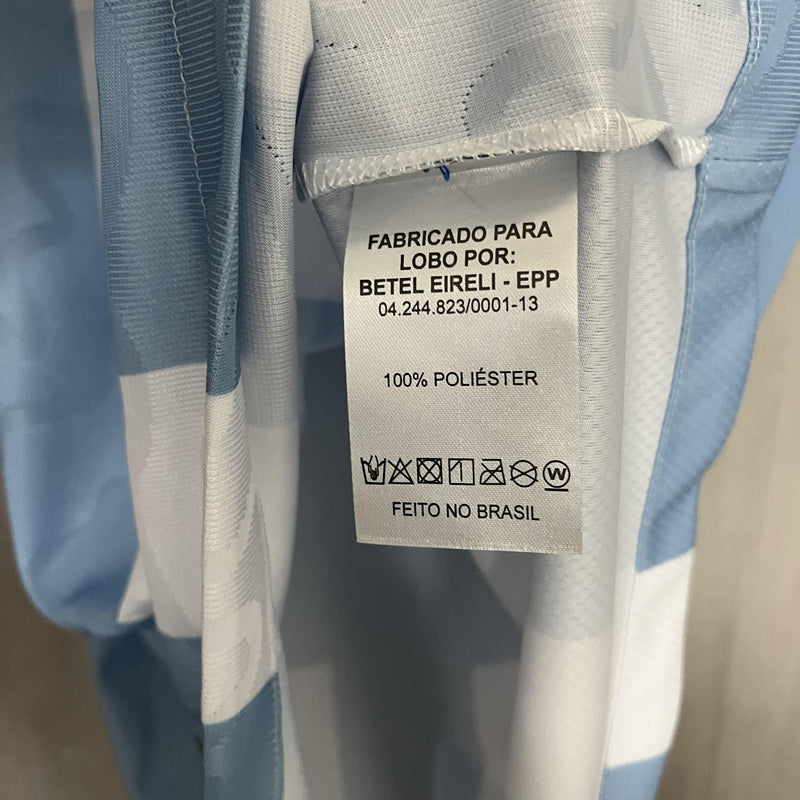 FABRICADO PARA
LOBO POR:
BETEL EIRELI - EPP
04.244.823/0001-13
100% POLIÉSTER
W
FEITO NO BRASIL